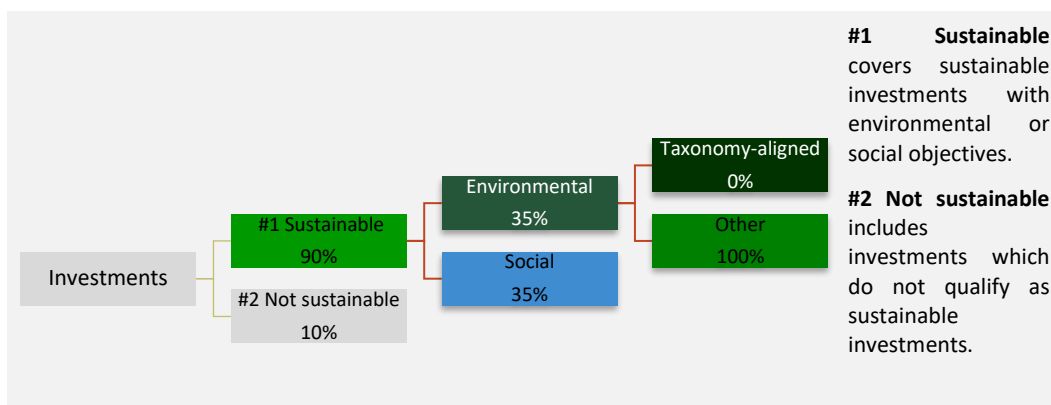 Investments
#1 Sustainable
90%
#2 Not sustainable
10%
Environmental
35%
Social
35%
Taxonomy-aligned
0%
Other
100%
#1 Sustainable
covers sustainable
investments with
environmental or
social objectives.
#2 Not sustainable
includes
investments which
do not qualify as
sustainable
investments.